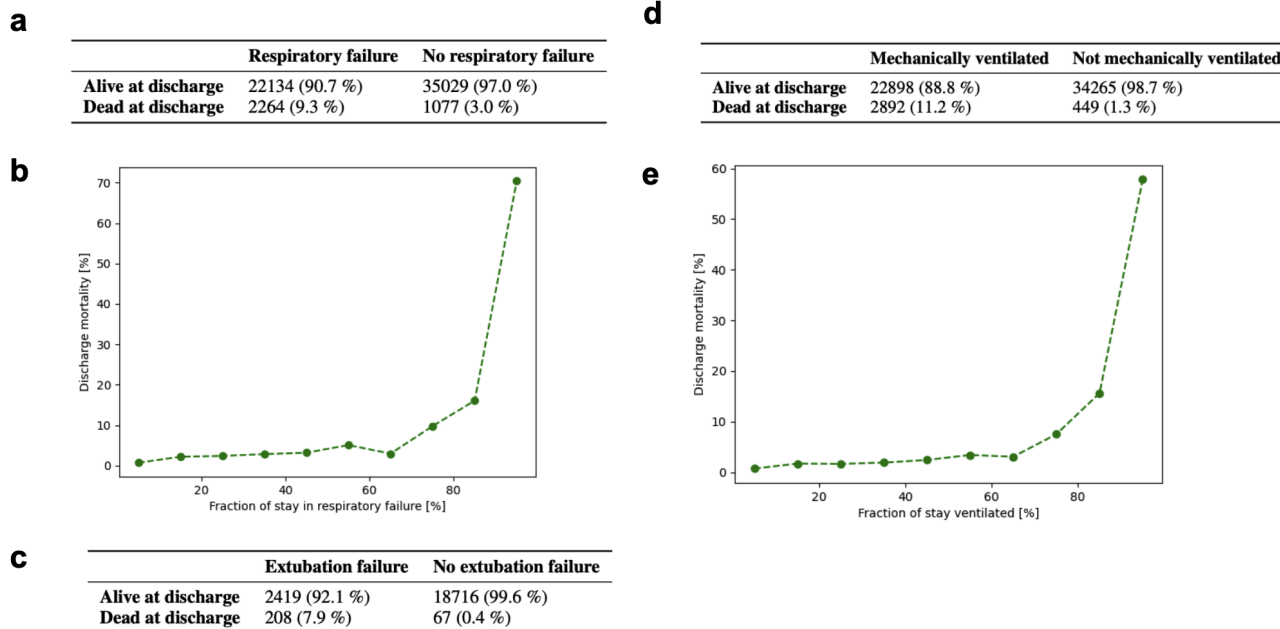 a
Respiratory failure No respiratory failure
Alive at discharge 22134 (90.7 %) 35029 (97.0 %)
Dead at discharge 2264 (9.3 %) 1077 (3.0 %)
b
70
60
50
40
30
20
10
0
Discharge mortality [%]
20 40 60 80
Fraction of stay in respiratory failure [%]
c
Extubation failure No extubation failure
Alive at discharge 2419 (92.1 %) 18716 (99.6 %)
Dead at discharge 208 (7.9 %) 67 (0.4 %)
d
Mechanically ventilated Not mechanically ventilated
Alive at discharge 22898 (88.8 %) 34265 (98.7 %)
Dead at discharge 2892 (11.2 %) 449 (1.3 %)
e
60
50
40
30
20
10
0
Discharge mortality [%]
20 40 60 80
Fraction of stay ventilated [%]